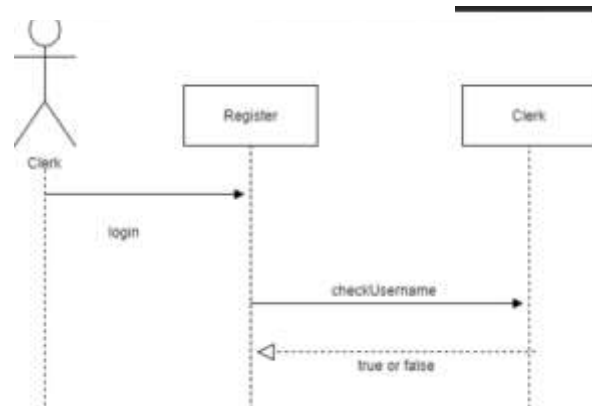 Register
Clerk
Clerk
login
checkUsername
true or false